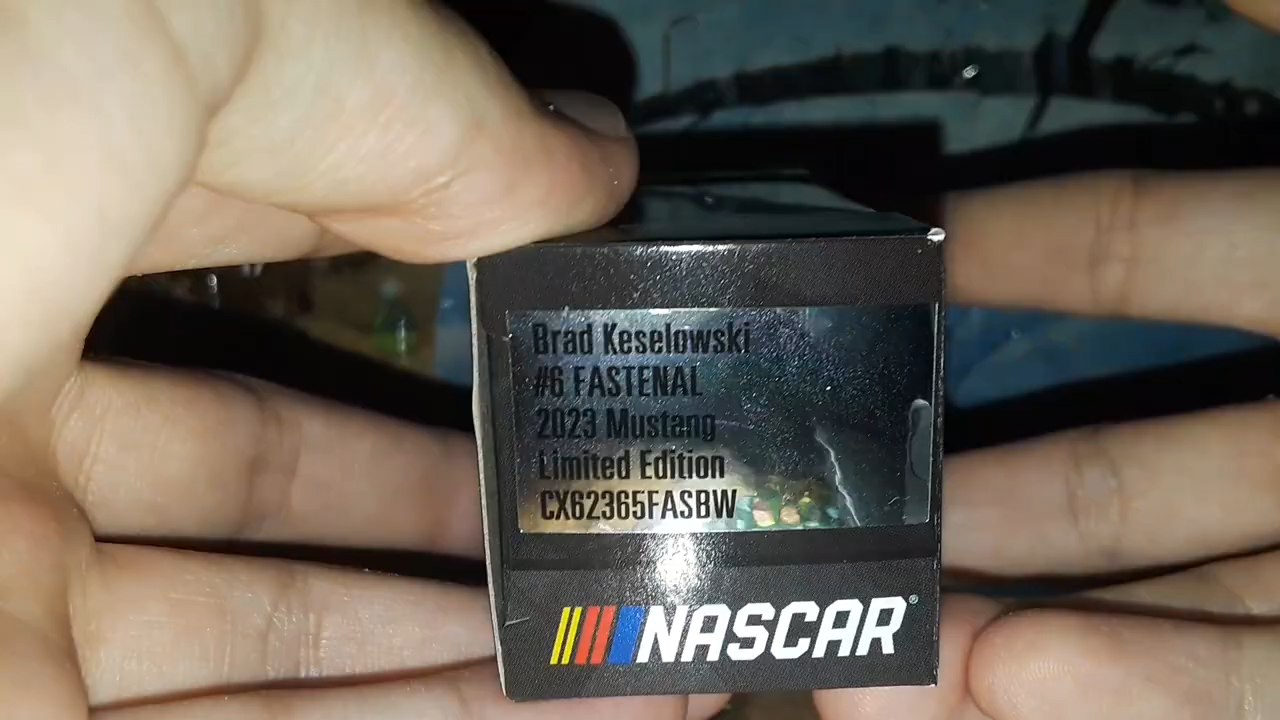 Brad Keselowski
#6 FASTENAL
2023 Mustang
Limited Edition
CX62365FASBW
NASCAR®